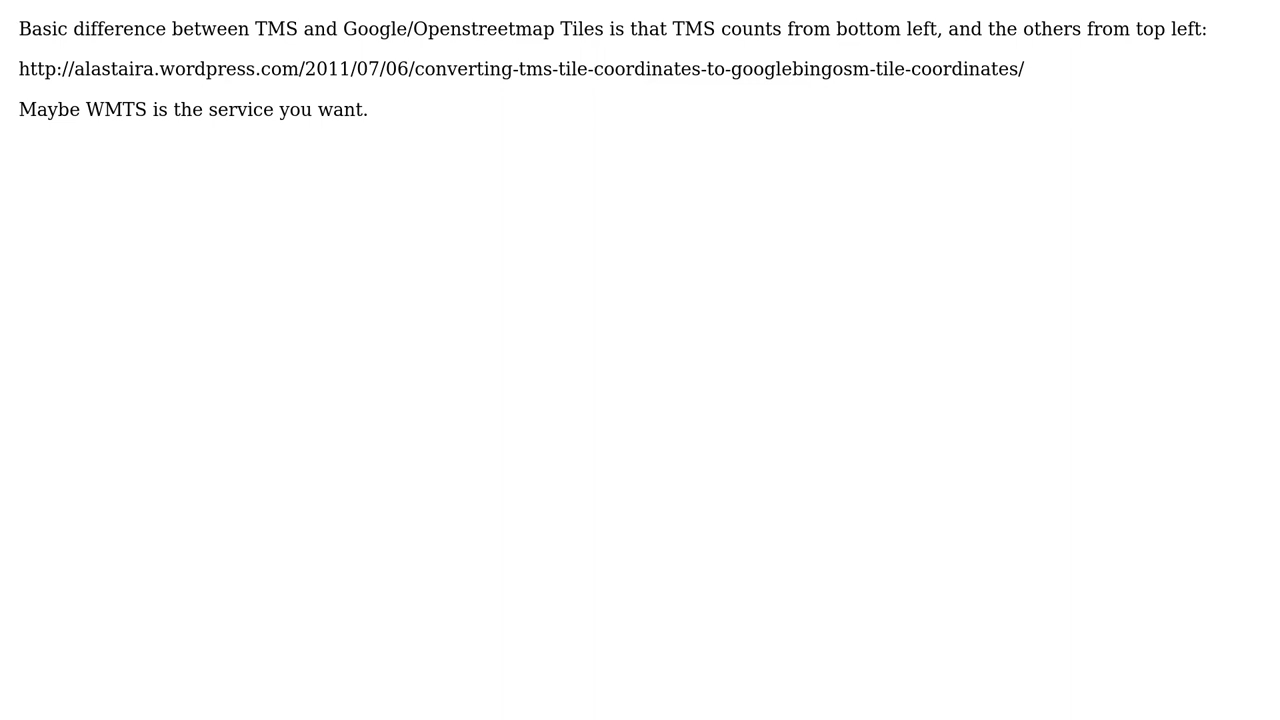 Basic difference between TMS and Google/Openstreetmap Tiles is that TMS counts from bottom left, and the others from top left:
http://alastaira.wordpress.com/2011/07/06/converting-tms-tile-coordinates-to-googlebingosm-tile-coordinates/
Maybe WMTS is the service you want.